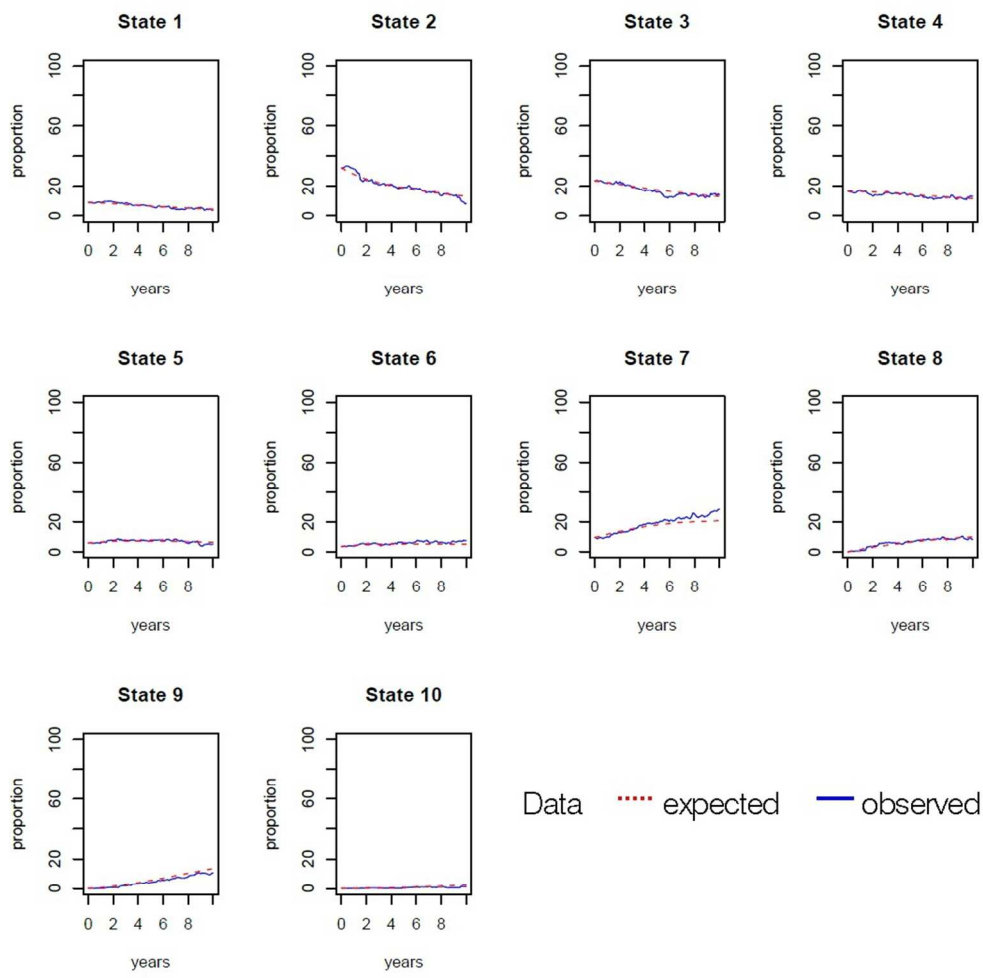 State 1 State 2 State 3 State 4
proportion 0 20 60 100 proportion 0 20 60 100 proportion 0 20 60 100 proportion 0 20 60 100
0 2 4 6 8 0 2 4 6 8 0 2 4 6 8 0 2 4 6 8
years years years years
State 5 State 6 State 7 State 8
proportion 0 20 60 100 proportion 0 20 60 100 proportion 0 20 60 100 proportion 0 20 60 100
0 2 4 6 8 0 2 4 6 8 0 2 4 6 8 0 2 4 6 8
years years years years
State 9 State 10
proportion 0 20 60 100 proportion 0 20 60 100
Data expected observed
0 2 4 6 8 0 2 4 6 8
years years